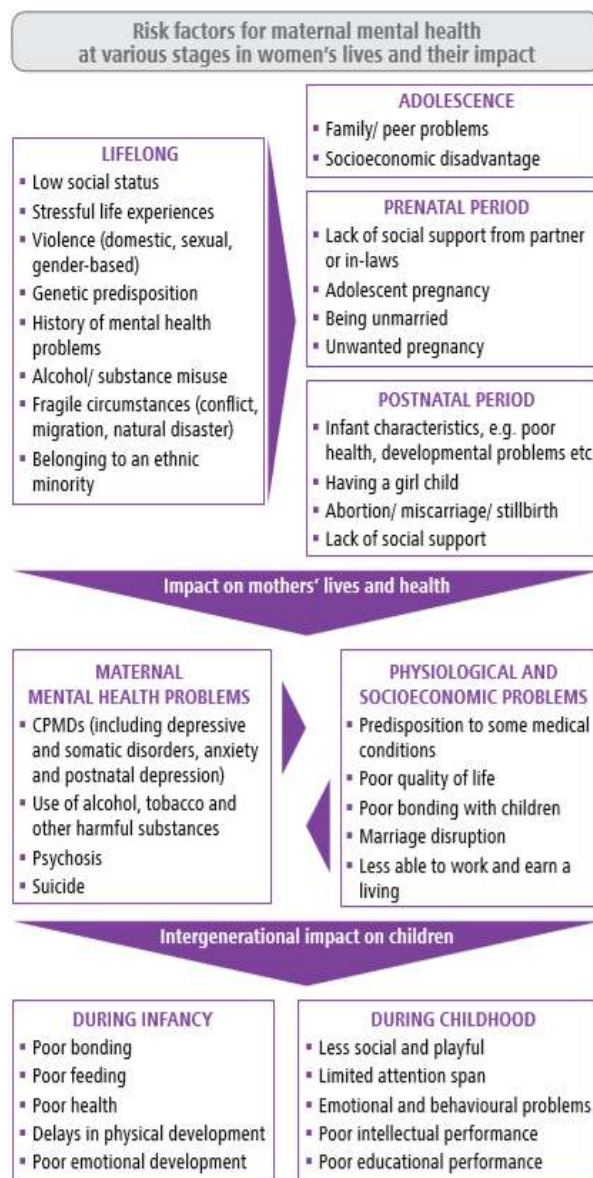 Risk factors for maternal mental health
at various stages in women's lives and their impact
LIFELONG
▪ Low social status
▪ Stressful life experiences
▪ Violence (domestic, sexual,
gender-based)
▪ Genetic predisposition
▪ History of mental health
problems
▪ Alcohol/ substance misuse
▪ Fragile circumstances (conflict,
migration, natural disaster)
▪ Belonging to an ethnic
minority
ADOLESCENCE
▪ Family/ peer problems
▪ Socioeconomic disadvantage
PRENATAL PERIOD
▪ Lack of social support from partner
or in-laws
▪ Adolescent pregnancy
▪ Being unmarried
▪ Unwanted pregnancy
POSTNATAL PERIOD
▪ Infant characteristics, e.g. poor
health, developmental problems etc
▪ Having a girl child
▪ Abortion/ miscarriage/ stillbirth
▪ Lack of social support
Impact on mothers' lives and health
MATERNAL
MENTAL HEALTH PROBLEMS
▪ CPMDs (including depressive
and somatic disorders, anxiety
and postnatal depression)
▪ Use of alcohol, tobacco and
other harmful substances
▪ Psychosis
▪ Suicide
PHYSIOLOGICAL AND
SOCIOECONOMIC PROBLEMS
▪ Predisposition to some medical
conditions
▪ Poor quality of life
▪ Poor bonding with children
▪ Marriage disruption
▪ Less able to work and earn a
living
Intergenerational impact on children
DURING INFANCY
▪ Poor bonding
▪ Poor feeding
▪ Poor health
▪ Delays in physical development
▪ Poor emotional development
DURING CHILDHOOD
▪ Less social and playful
▪ Limited attention span
▪ Emotional and behavioural problems
▪ Poor intellectual performance
▪ Poor educational performance